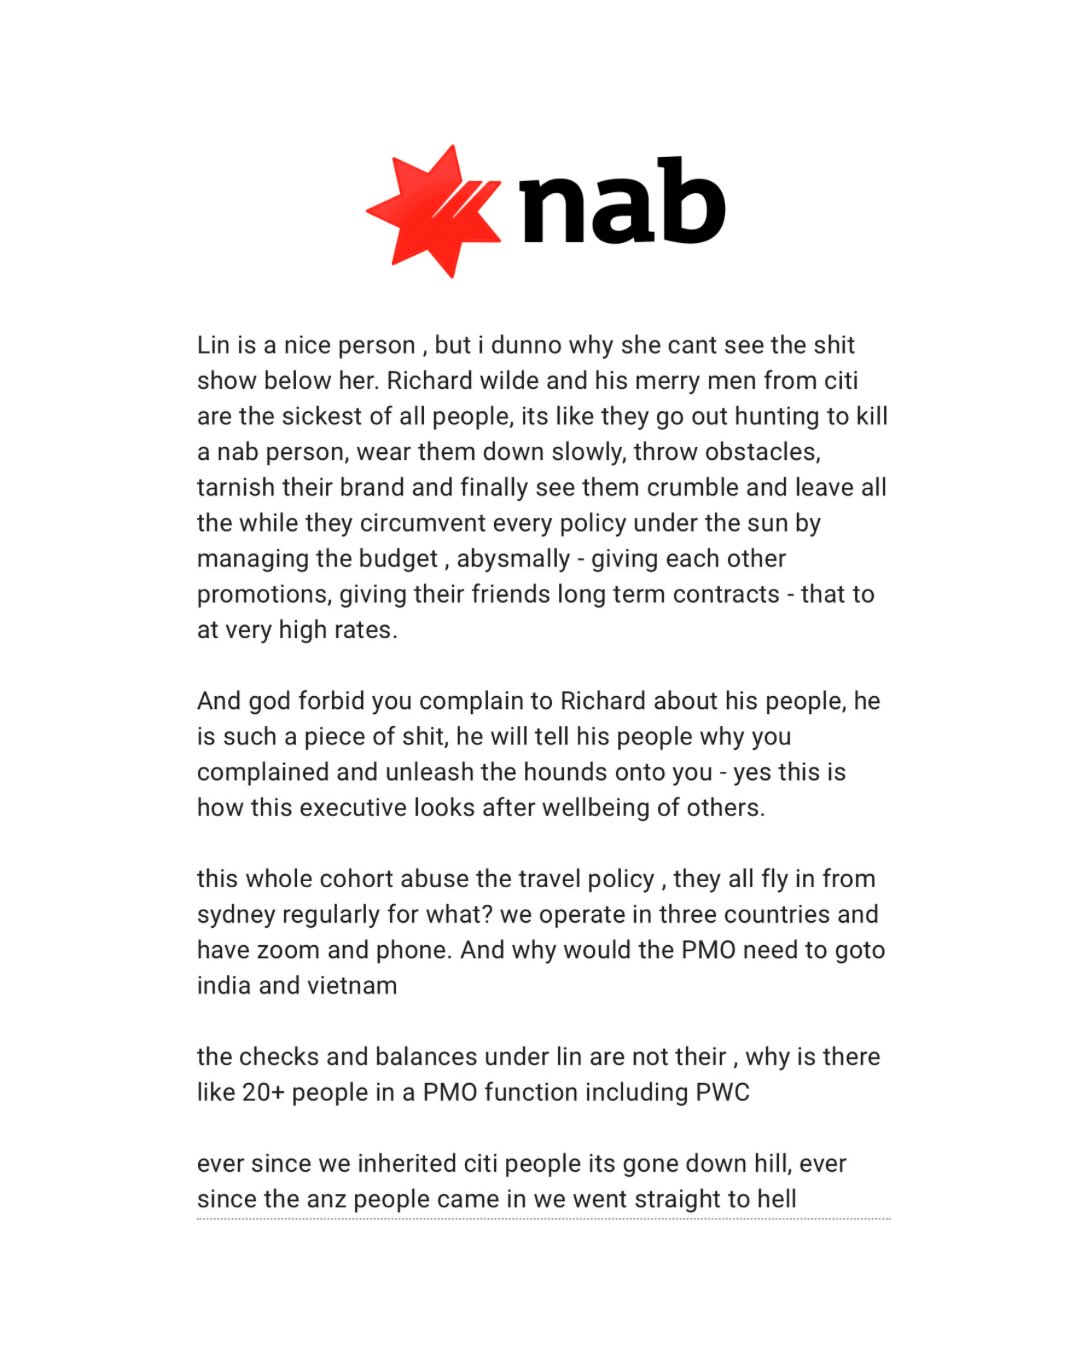 nab
Lin is a nice person , but i dunno why she cant see the shit
show below her. Richard wilde and his merry men from citi
are the sickest of all people, its like they go out hunting to kill
a nab person, wear them down slowly, throw obstacles,
tarnish their brand and finally see them crumble and leave all
the while they circumvent every policy under the sun by
managing the budget , abysmally - giving each other
promotions, giving their friends long term contracts - that to
at very high rates.
And god forbid you complain to Richard about his people, he
is such a piece of shit, he will tell his people why you
complained and unleash the hounds onto you - yes this is
how this executive looks after wellbeing of others.
this whole cohort abuse the travel policy , they all fly in from
sydney regularly for what? we operate in three countries and
have zoom and phone. And why would the PMO need to goto
india and vietnam
the checks and balances under lin are not their , why is there
like 20+ people in a PMO function including PWC
ever since we inherited citi people its gone down hill, ever
since the anz people came in we went straight to hell